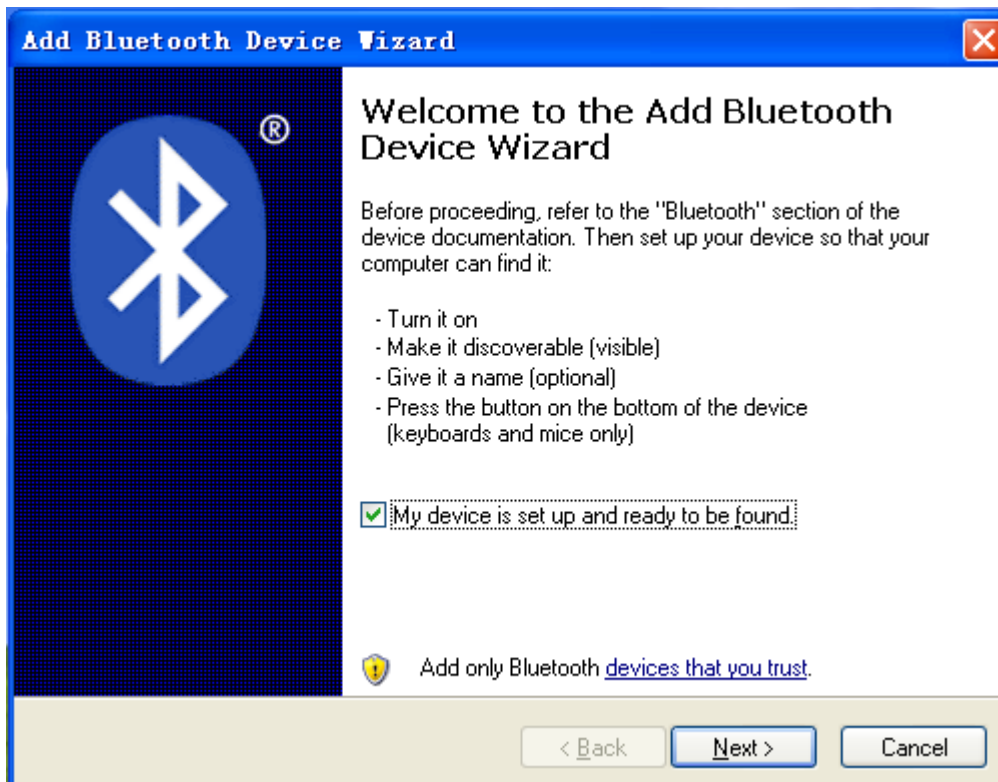 Add Bluetooth Device Wizard
®
Welcome to the Add Bluetooth
Device Wizard
Before proceeding, refer to the "Bluetooth" section of the
device documentation. Then set up your device so that your
computer can find it:
- Turn it on
- Make it discoverable (visible)
- Give it a name (optional)
- Press the button on the bottom of the device
(keyboards and mice only)
My device is set up and ready to be found.
Add only Bluetooth devices that you trust.
< Back Next > Cancel